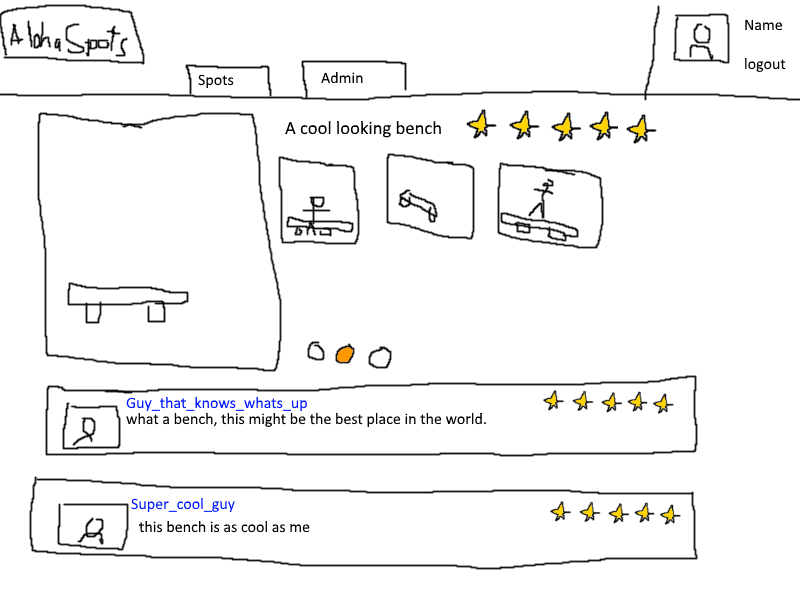 AlohaSpots
Name
logout
Spots
Admin
A cool looking bench
Guy_that_knows_whats_up
what a bench, this might be the best place in the world.
Super_cool_guy
this bench is as cool as me